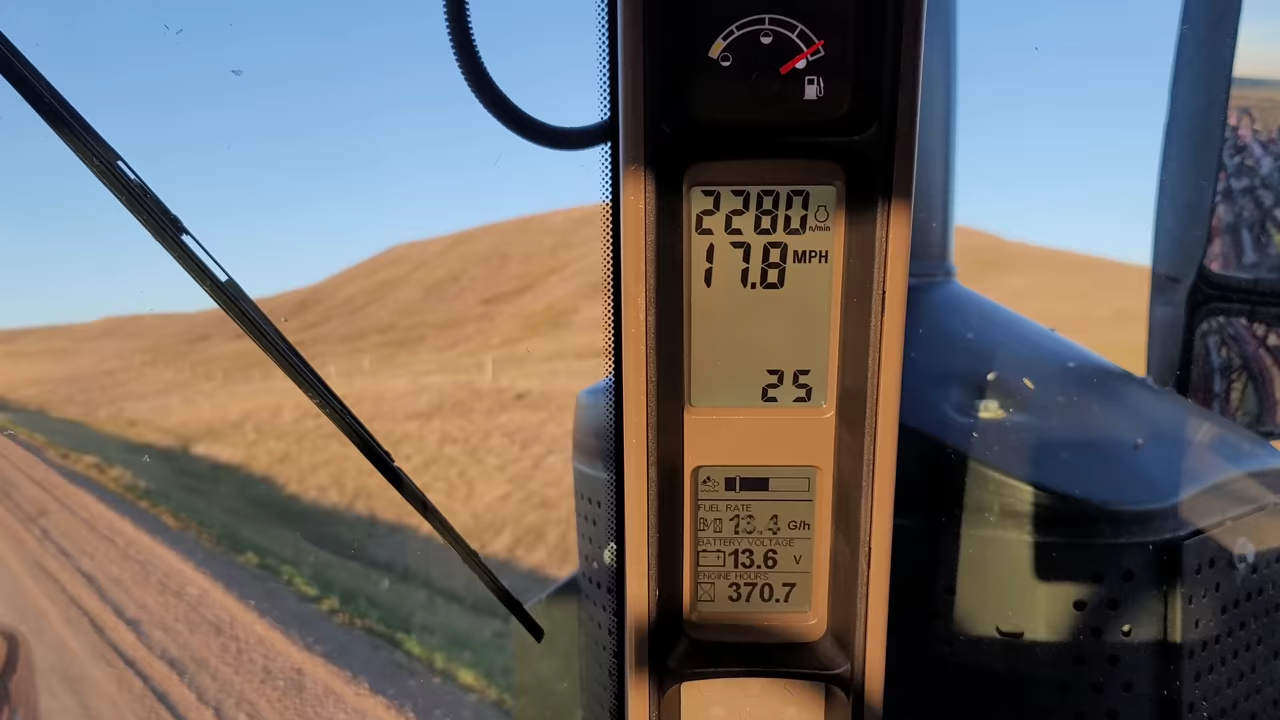 2280 n/min
17.8 MPH
25
FUEL RATE
13.4 G/h
BATTERY VOLTAGE
13.6 V
ENGINE HOURS
370.7